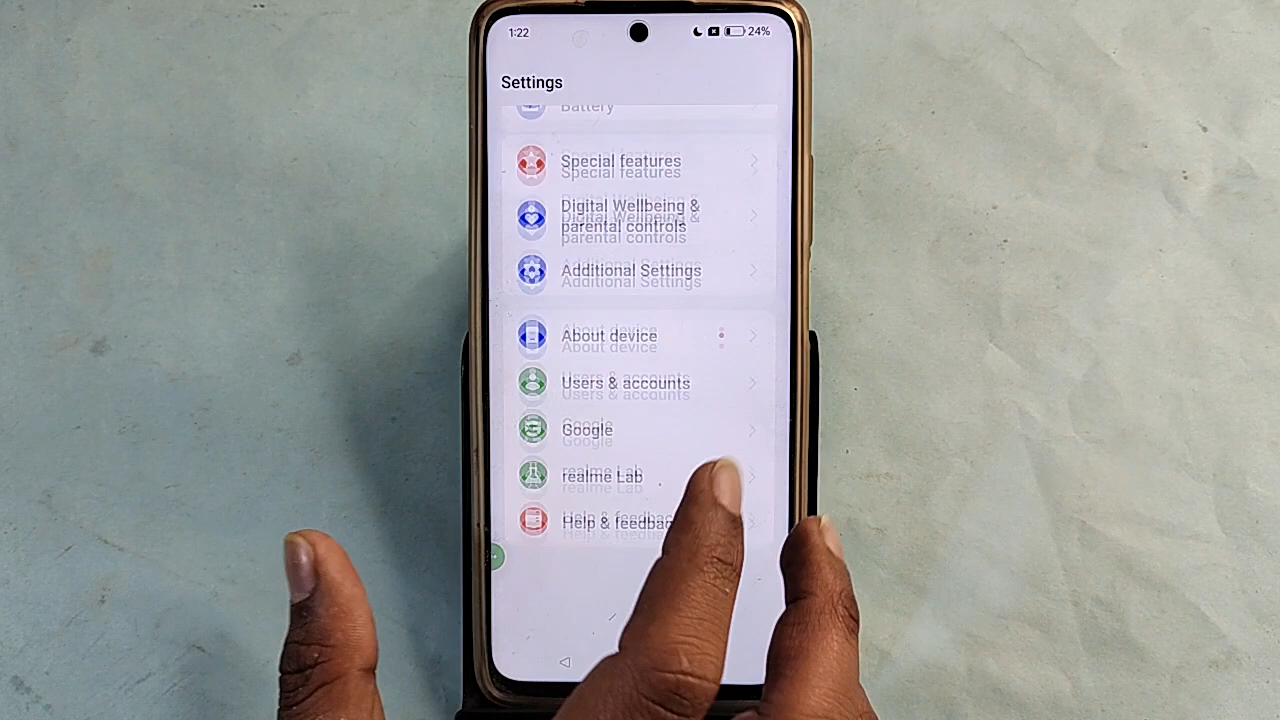 1:22
24%
Settings
Battery
Special features
Digital Wellbeing &
parental controls
Additional Settings
About device
Users & accounts
Google
realme Lab
Help & feedbac